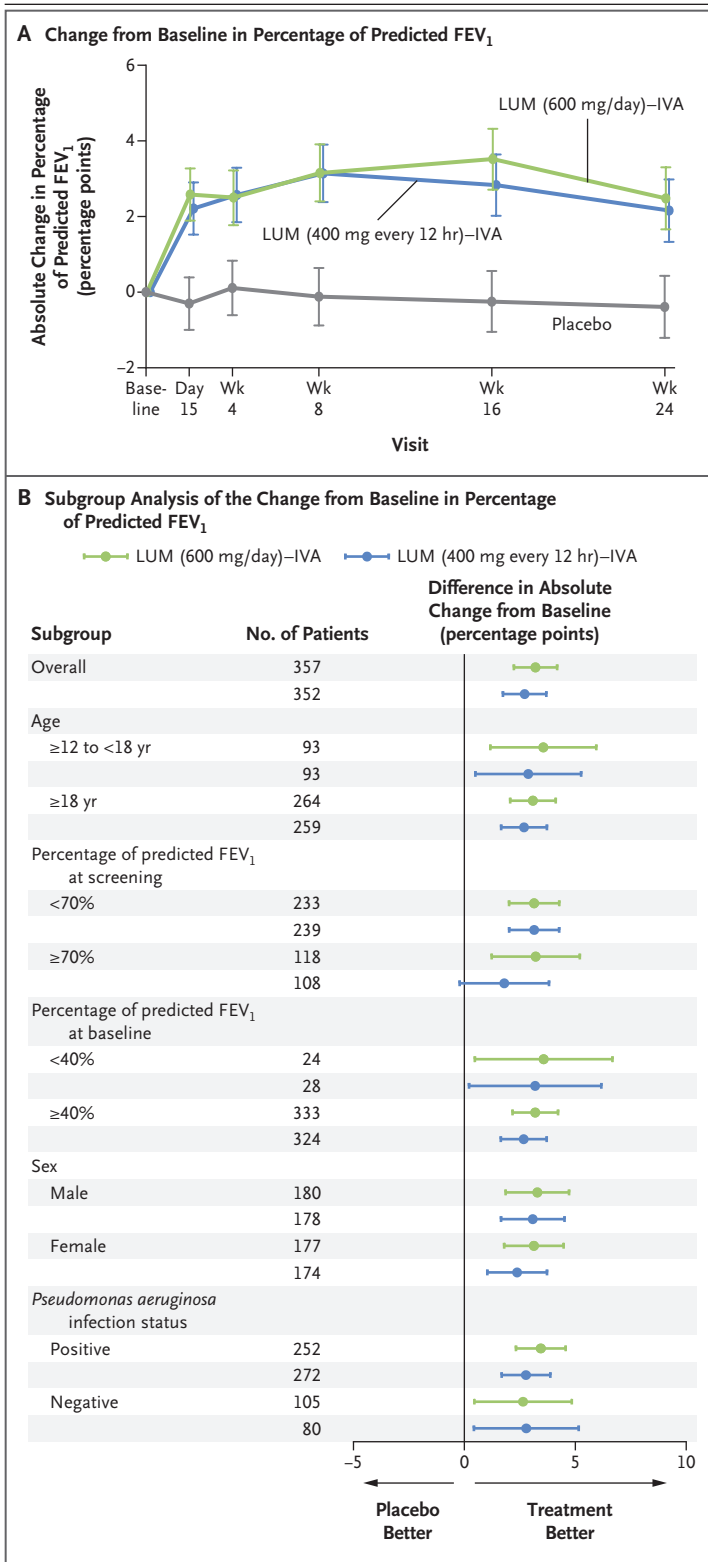 A Change from Baseline in Percentage of Predicted FEV1
Absolute Change in Percentage
of Predicted FEV1
(percentage points)
6
4
2
0
−2
LUM (600 mg/day)–IVA
LUM (400 mg every 12 hr)–IVA
Placebo
Base-
line
Day
15
Wk
4
Wk
8
Wk
16
Wk
24
Visit
B Subgroup Analysis of the Change from Baseline in Percentage
of Predicted FEV1
LUM (600 mg/day)–IVA LUM (400 mg every 12 hr)–IVA
Subgroup
No. of Patients
Difference in Absolute
Change from Baseline
(percentage points)
Overall 357
352
Age
≥12 to <18 yr 93
93
≥18 yr 264
259
Percentage of predicted FEV1
at screening
<70% 233
239
≥70% 118
108
Percentage of predicted FEV1
at baseline
<40% 24
28
≥40% 333
324
Sex
Male 180
178
Female 177
174
Pseudomonas aeruginosa
infection status
Positive 252
272
Negative 105
80
−5 0 5 10
Placebo
Better
Treatment
Better